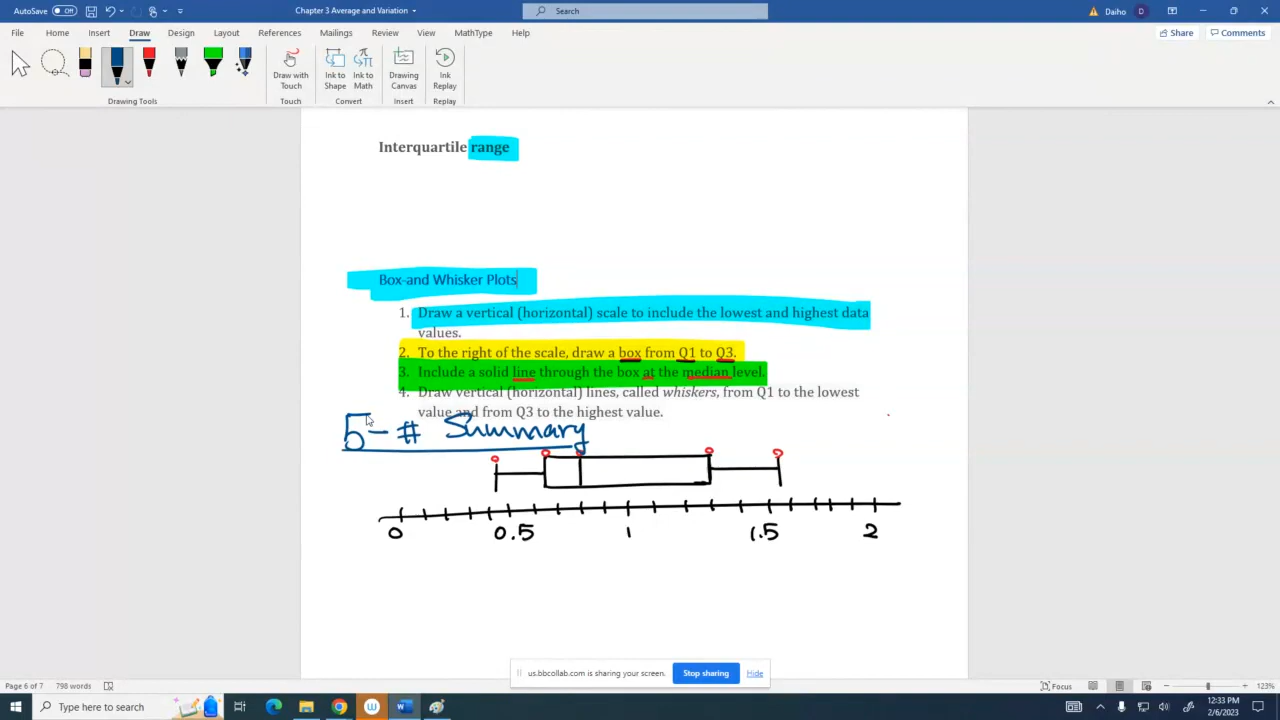 AutoSave Off Chapter 3 Average and Variation Search Daiho
File Home Insert Draw Design Layout References Mailings Review View MathType Help Share Comments
Draw with Touch Ink to Shape Ink to Math Drawing Canvas Ink Replay
Drawing Tools Touch Convert Insert Replay
Interquartile range
Box-and Whisker Plots
1. Draw a vertical (horizontal) scale to include the lowest and highest data
values.
2. To the right of the scale, draw a box from Q1 to Q3.
3. Include a solid line through the box at the median level.
4. Draw vertical (horizontal) lines, called whiskers, from Q1 to the lowest
value and from Q3 to the highest value.
5-# Summary
0 0.5 1 1.5 2
us.bbcollab.com is sharing your screen. Stop sharing Hide
Page 6 of 7 798 words Focus 123%
Type here to search 12:33 PM
2/6/2023